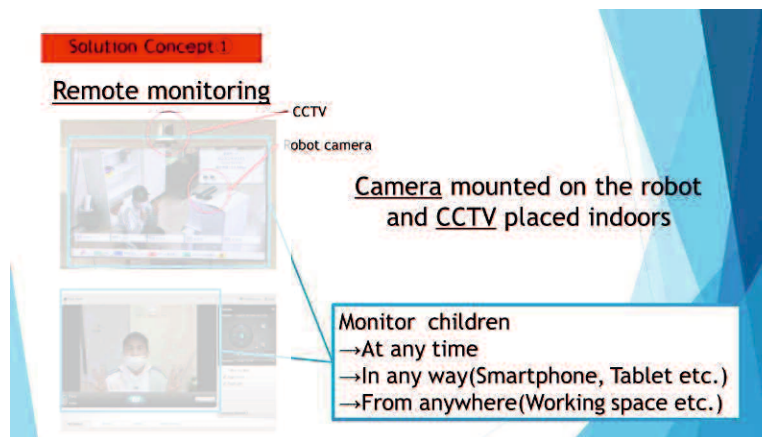 Solution Concept 1
Remote monitoring
CCTV
Robot camera
Camera mounted on the robot
and CCTV placed indoors
Monitor children
→At any time
→In any way(Smartphone, Tablet etc.)
→From anywhere(Working space etc.)